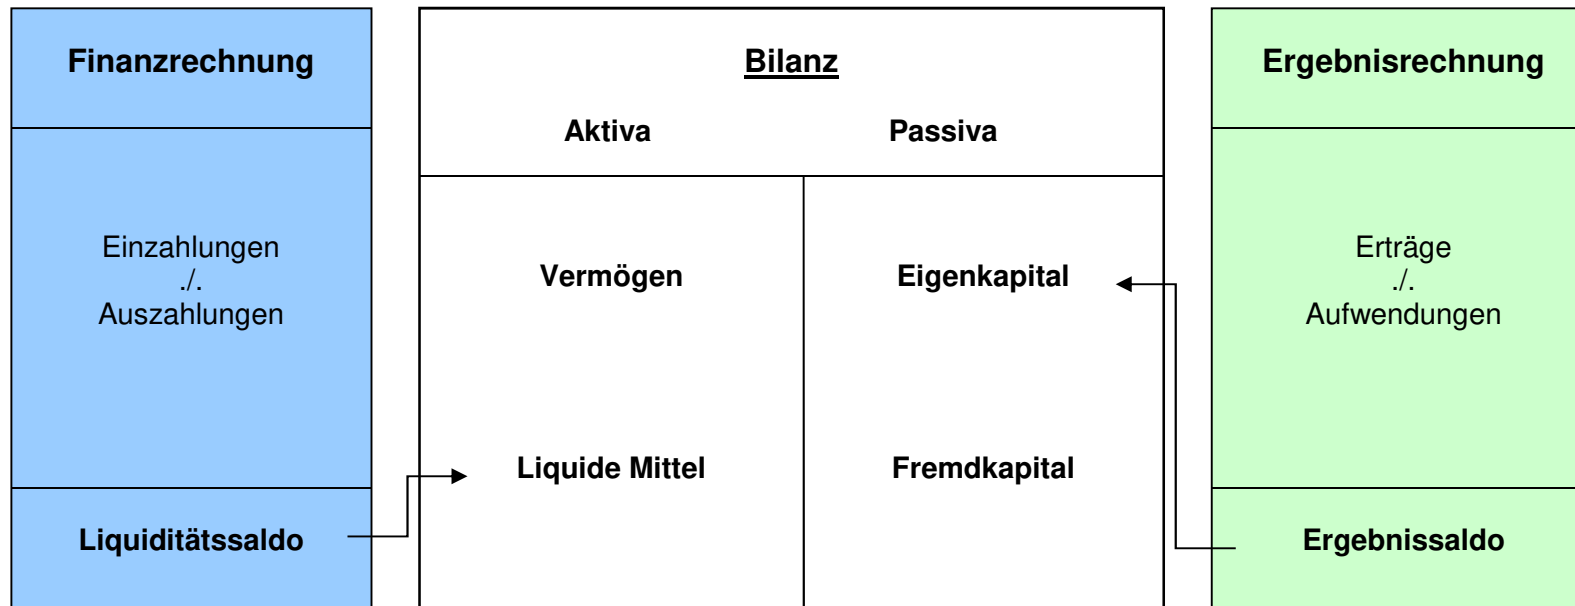 Finanzrechnung
Einzahlungen
./.
Auszahlungen
Liquiditätssaldo
Bilanz
Aktiva Passiva
Vermögen Eigenkapital
Liquide Mittel Fremdkapital
Ergebnisrechnung
Erträge
./.
Aufwendungen
Ergebnissaldo